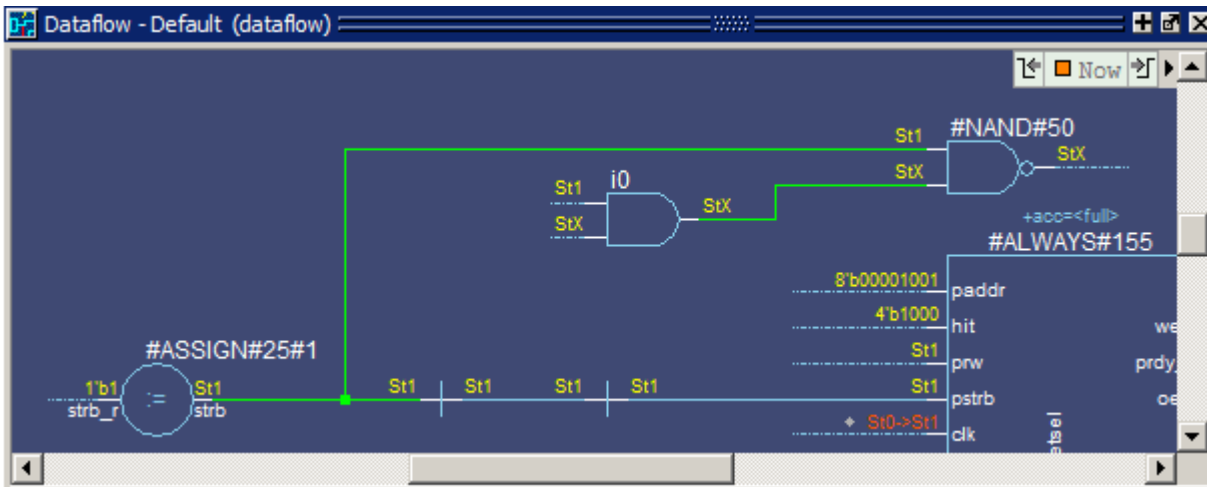 Dataflow - Default (dataflow)
Now
St1 #NAND#50
StX
StX
i0
St1
StX
StX
+acc=<full>
#ALWAYS#155
8'b00001001
paddr
4'b1000
hit we
St1
prw prdy_
#ASSIGN#25#1
1'b1 St1 St1 St1 St1 St1 St1
strb_r := strb pstrb oe
St0->St1
clk
etsel